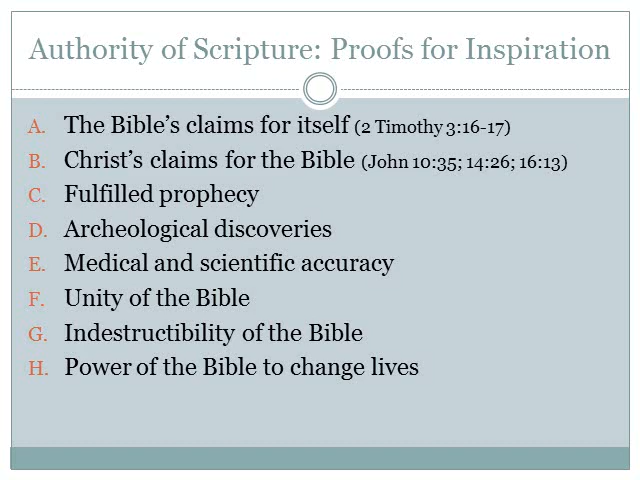 Authority of Scripture: Proofs for Inspiration
A. The Bible’s claims for itself (2 Timothy 3:16-17)
B. Christ’s claims for the Bible (John 10:35; 14:26; 16:13)
C. Fulfilled prophecy
D. Archeological discoveries
E. Medical and scientific accuracy
F. Unity of the Bible
G. Indestructibility of the Bible
H. Power of the Bible to change lives